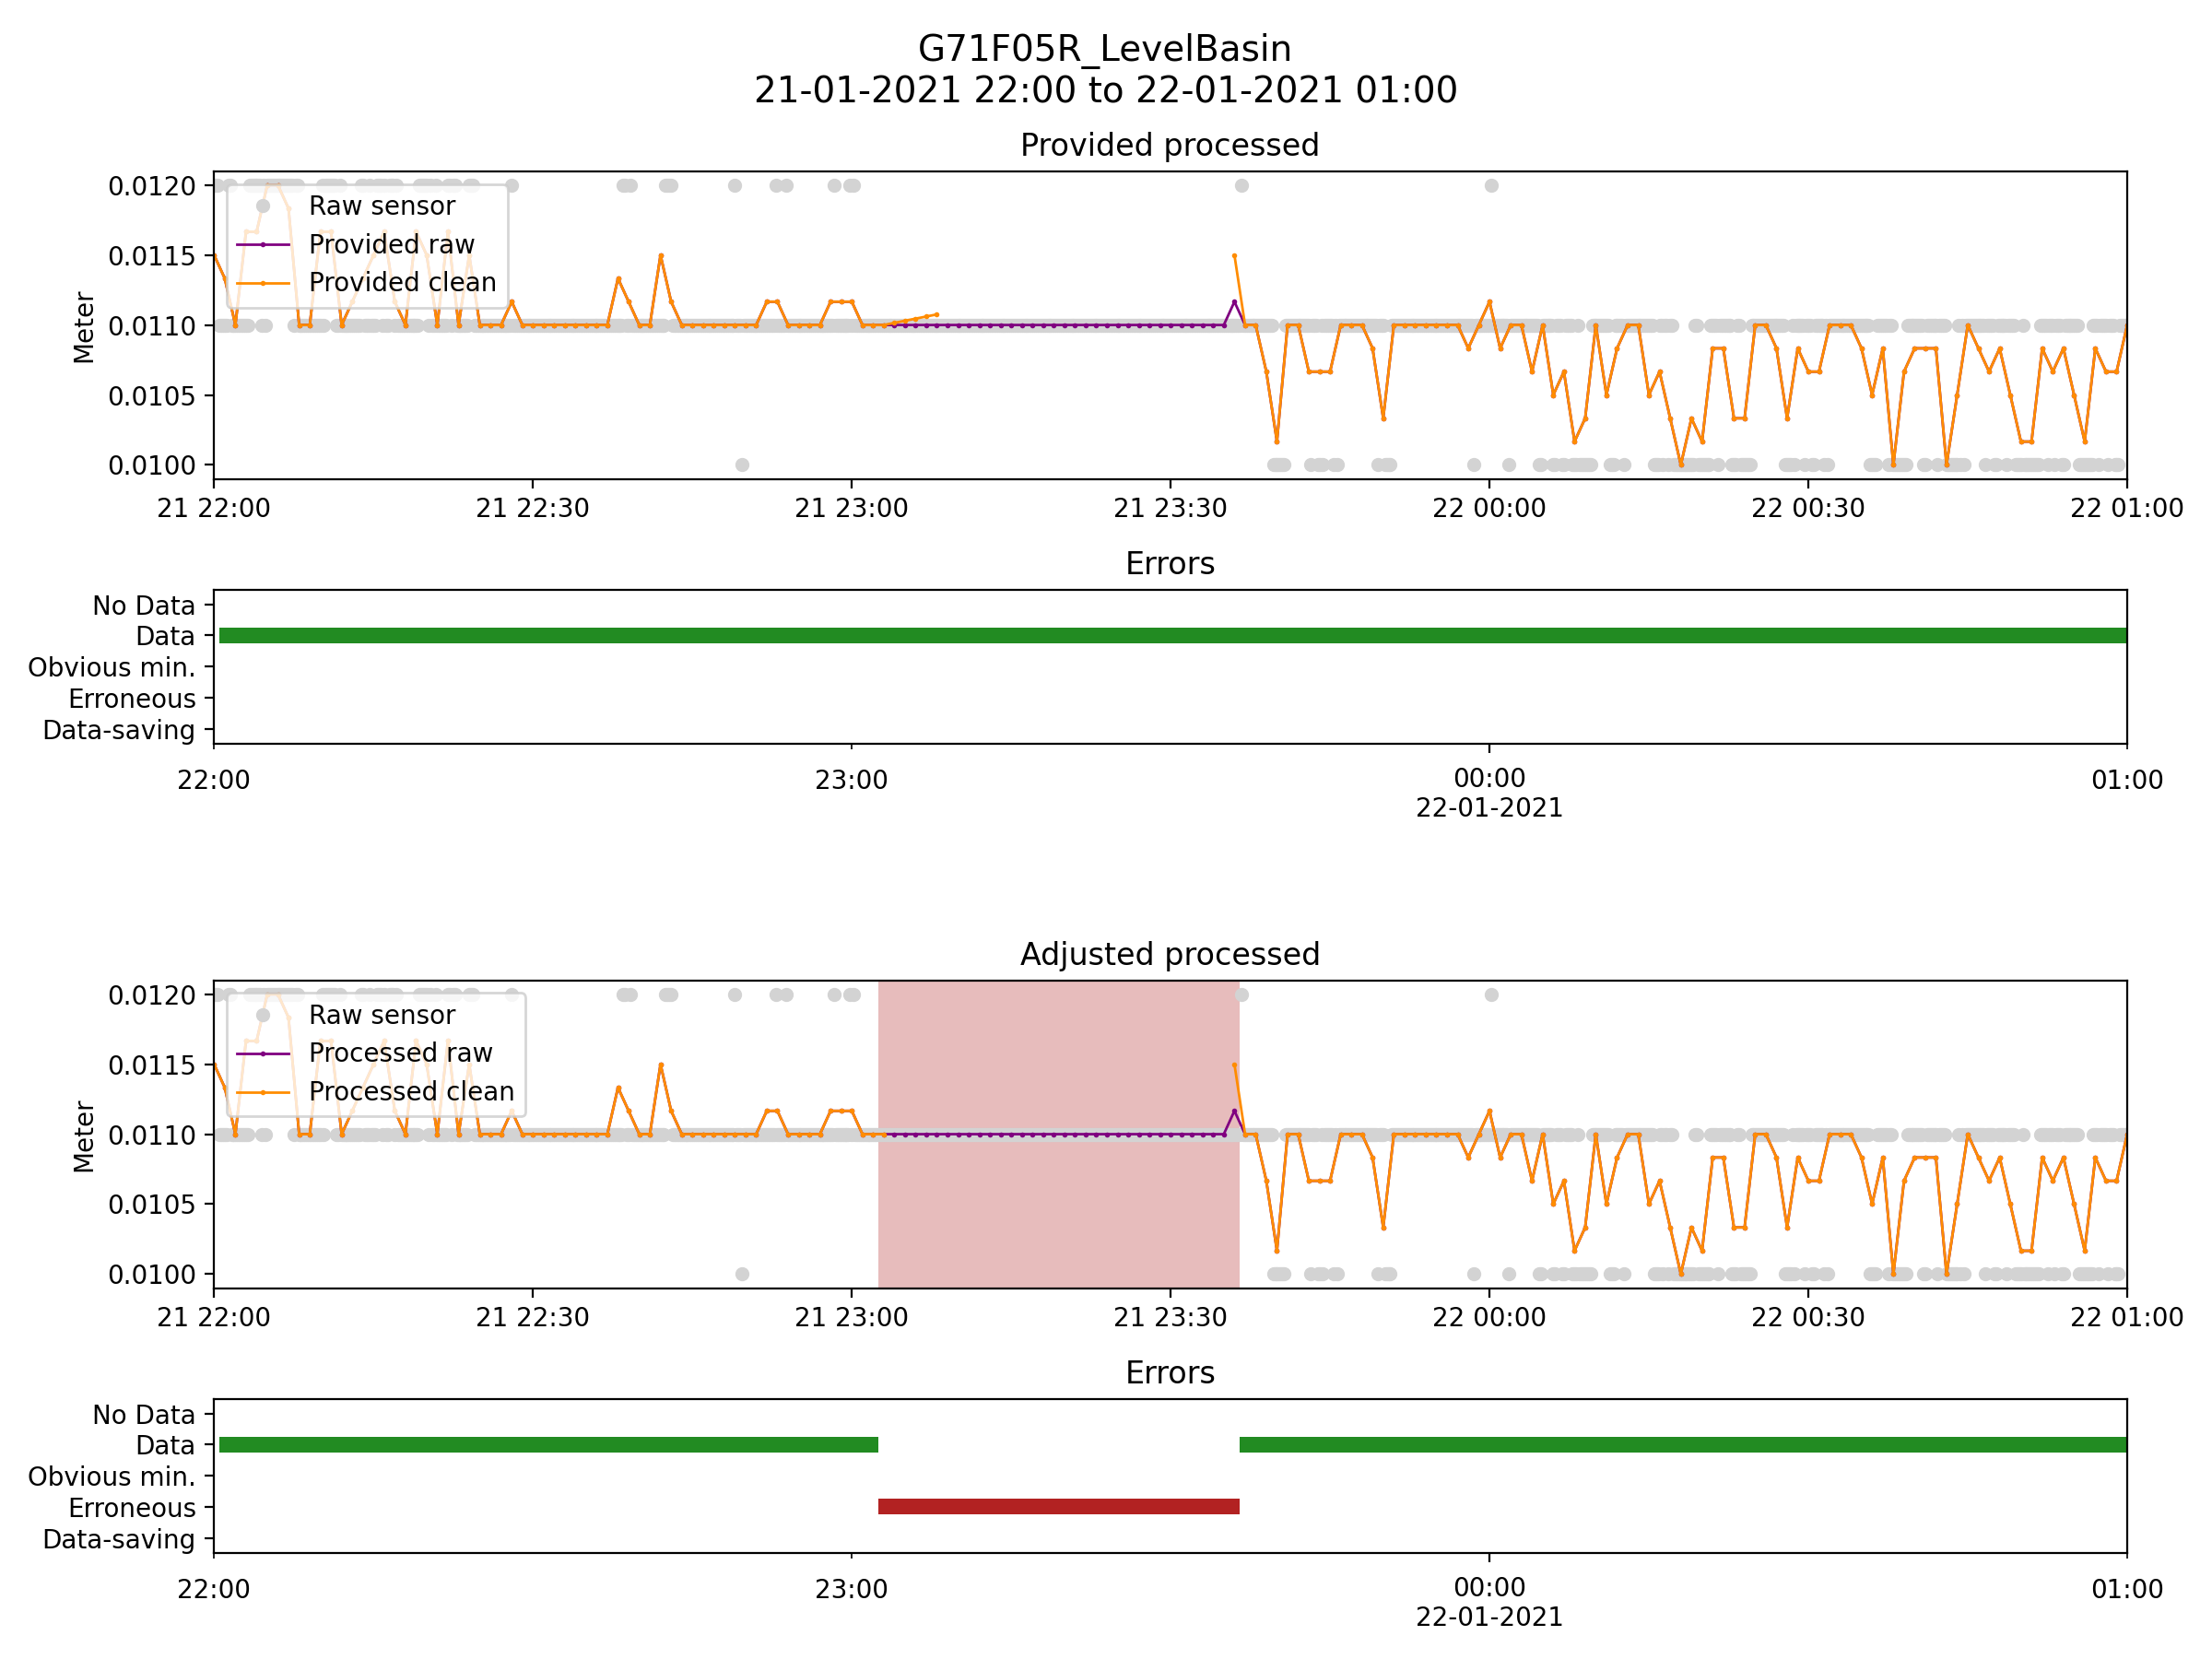 G71F05R_LevelBasin
21-01-2021 22:00 to 22-01-2021 01:00
Provided processed
Meter
0.0120
0.0115
0.0110
0.0105
0.0100
Raw sensor
Provided raw
Provided clean
21 22:00 21 22:30 21 23:00 21 23:30 22 00:00 22 00:30 22 01:00
Errors
No Data
Data
Obvious min.
Erroneous
Data-saving
22:00 23:00 00:00 01:00
22-01-2021
Adjusted processed
Meter
0.0120
0.0115
0.0110
0.0105
0.0100
Raw sensor
Processed raw
Processed clean
21 22:00 21 22:30 21 23:00 21 23:30 22 00:00 22 00:30 22 01:00
Errors
No Data
Data
Obvious min.
Erroneous
Data-saving
22:00 23:00 00:00 01:00
22-01-2021